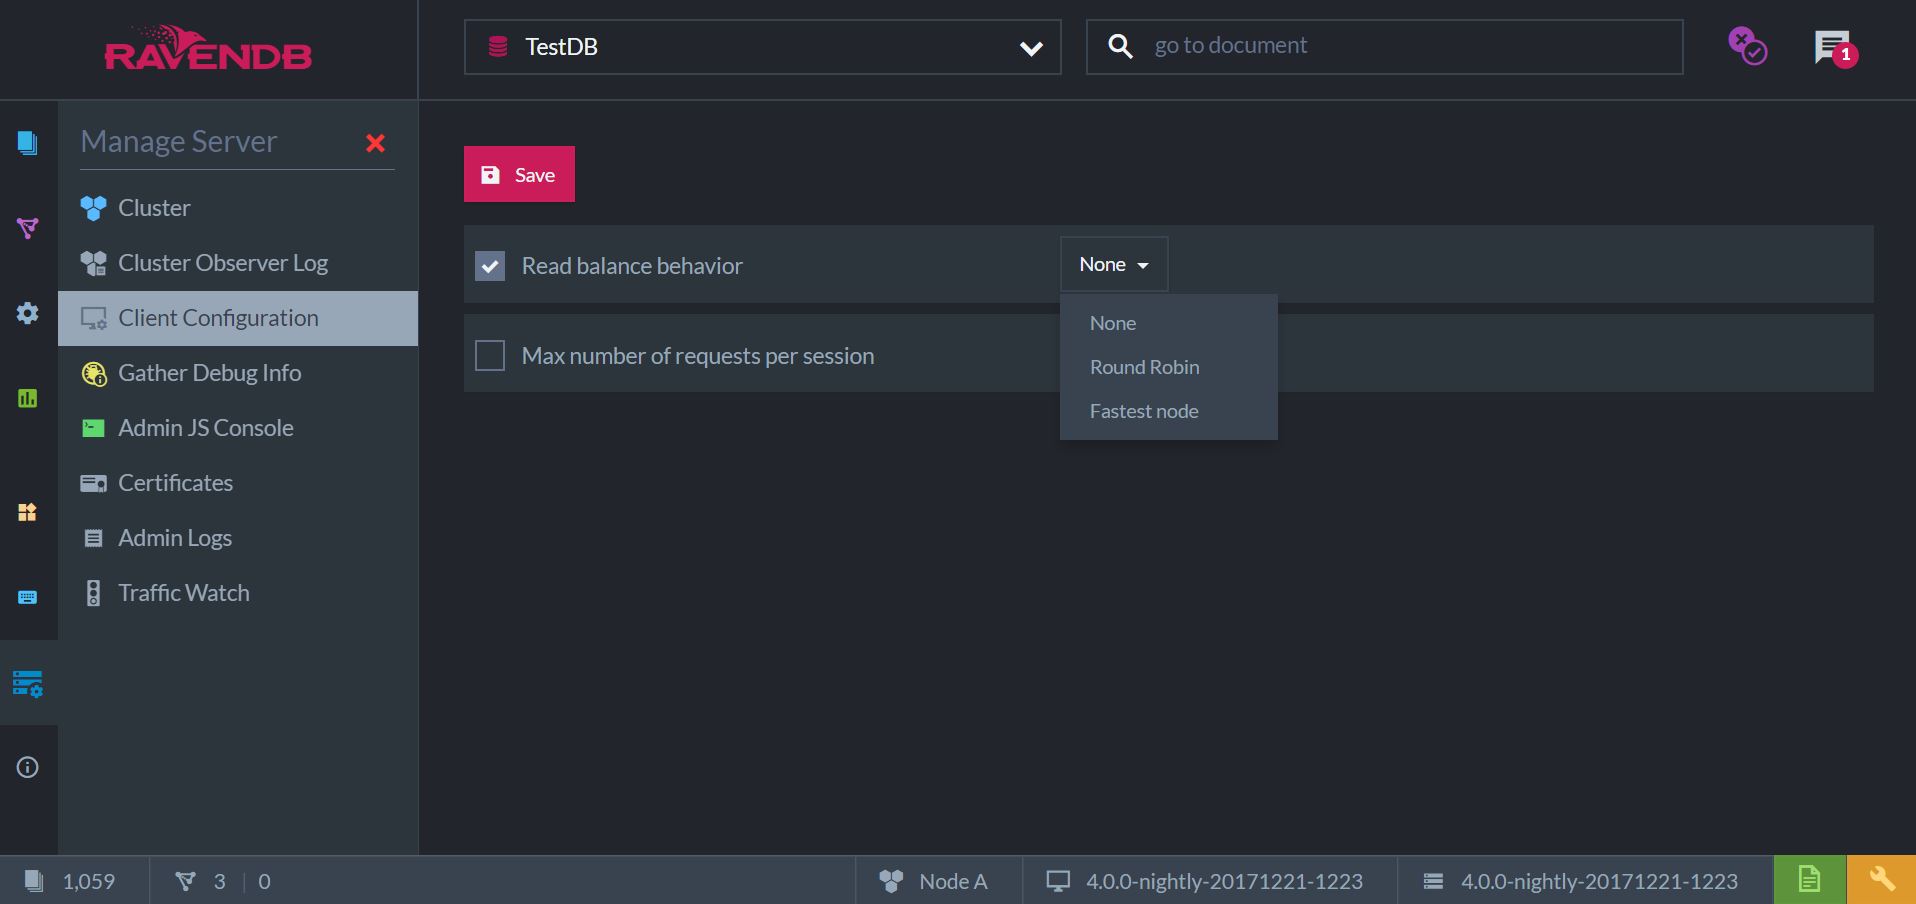 RAVENDB
TestDB
go to document
1
Manage Server
Cluster
Cluster Observer Log
Client Configuration
Gather Debug Info
Admin JS Console
Certificates
Admin Logs
Traffic Watch
Save
Read balance behavior
None
None
Round Robin
Fastest node
Max number of requests per session
1,059
3 | 0
Node A
4.0.0-nightly-20171221-1223
4.0.0-nightly-20171221-1223